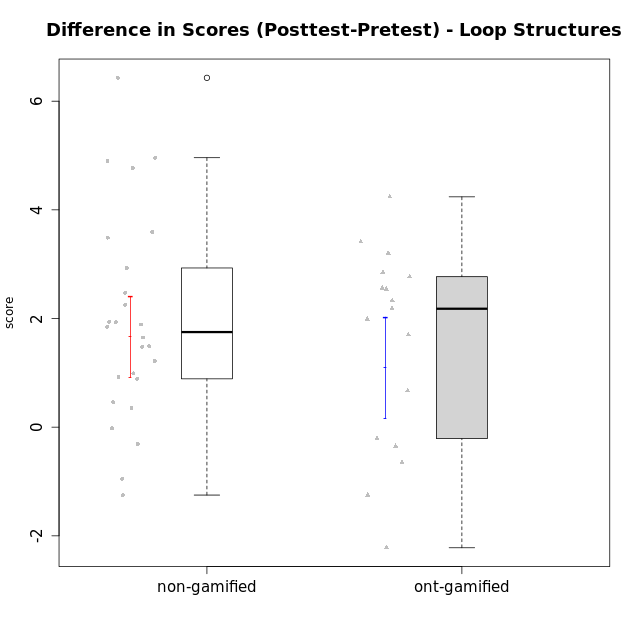 Difference in Scores (Posttest-Pretest) - Loop Structures
score
6
4
2
0
-2
non-gamified
ont-gamified